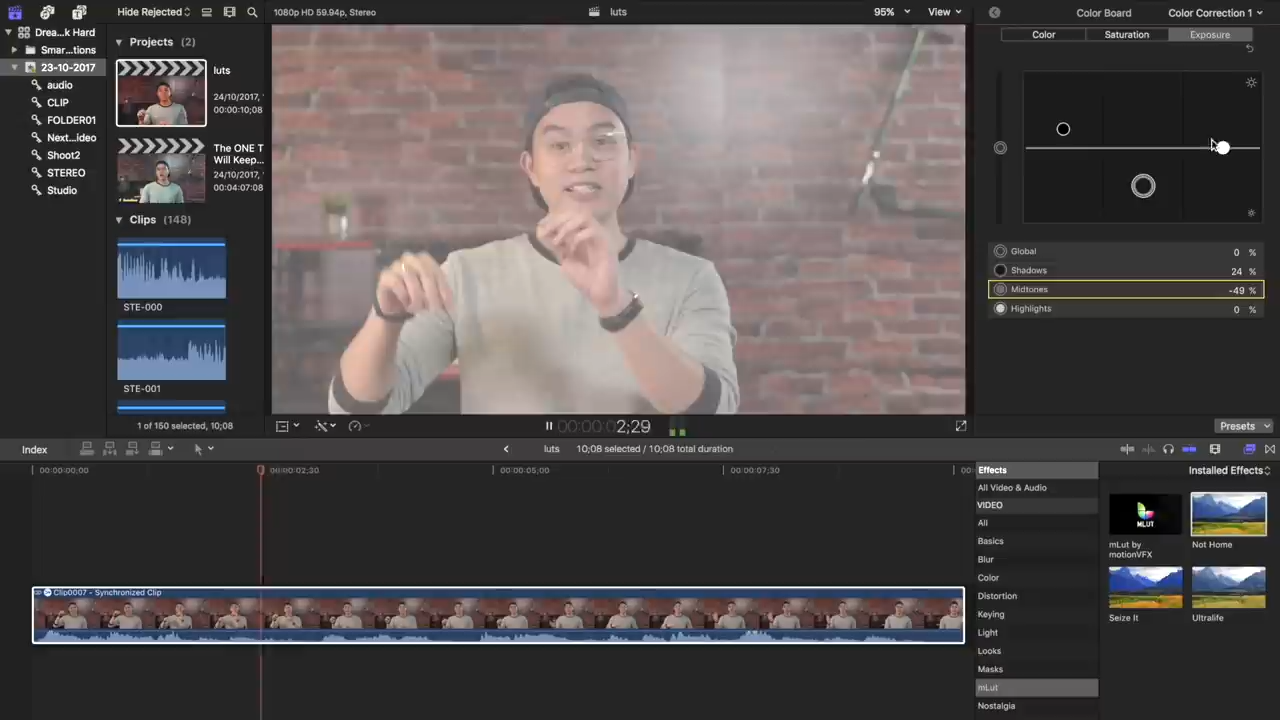 Hide Rejected
1080p HD 59.94p, Stereo
luts
95%
View
Color Board
Color Correction 1
Color
Saturation
Exposure
Drea...k Hard
Smar...tions
23-10-2017
audio
CLIP
FOLDER01
Next...ideo
Shoot2
STEREO
Studio
Projects (2)
luts
24/10/2017,
00:00:10;08
The ONE T
Will Keep...
24/10/2017,
00:04:07:08
Clips (148)
STE-000
STE-001
1 of 150 selected, 10;08
Global 0 %
Shadows 24 %
Midtones -49 %
Highlights 0 %
Presets
00:00:02;29
Index
luts
10;08 selected / 10;08 total duration
00:00:00;00
00:00:02;30
00:00:05;00
00:00:07;30
00
Clip0007 - Synchronized Clip
Effects
Installed Effects
All Video & Audio
VIDEO
All
Basics
Blur
Color
Distortion
Keying
Light
Looks
Masks
mLut
Nostalgia
MLUT
mLut by
motionVFX
Not Home
Seize It
Ultralife